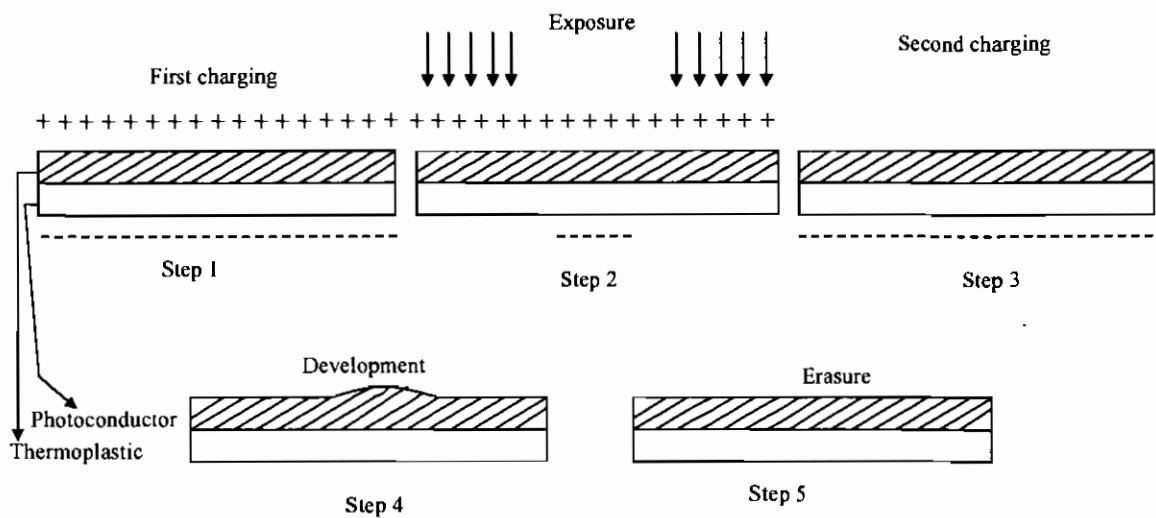 Exposure
Second charging
First charging
+ + + + + + + + + + + + + + + + + + + + + + + + + + + + + + + + + +
Step 1
Step 2
Step 3
Development
Erasure
Photoconductor
Thermoplastic
Step 4
Step 5